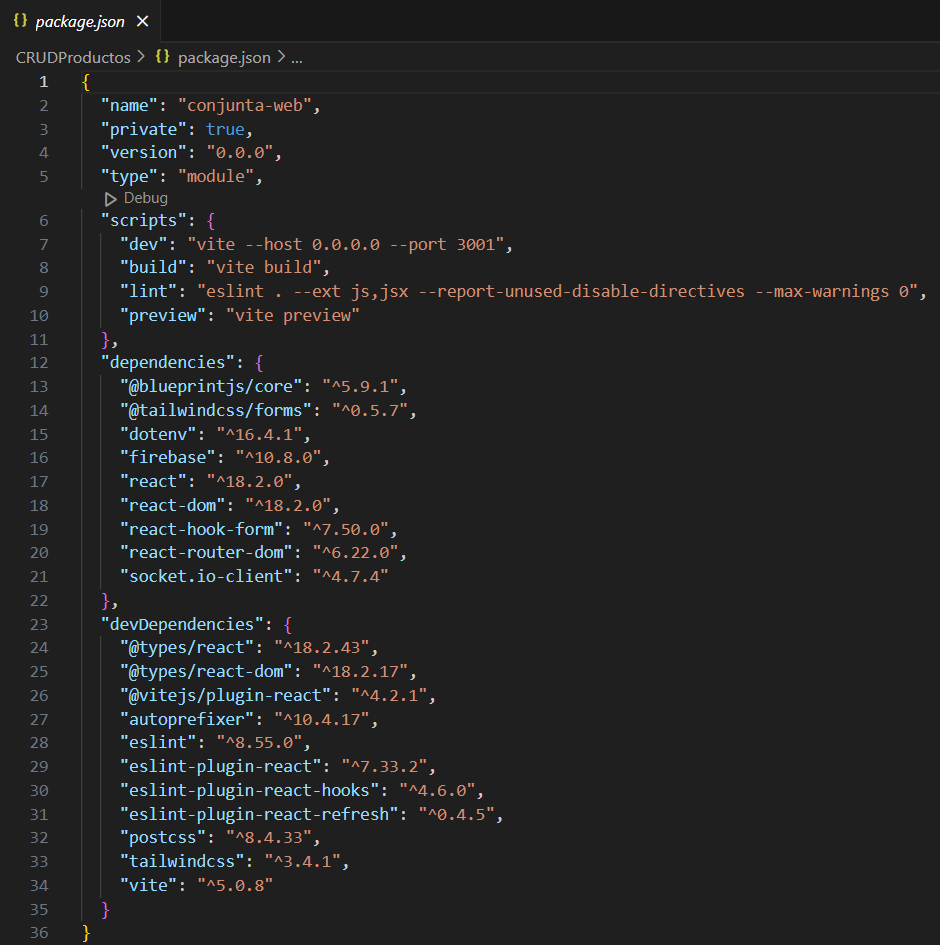 {} package.json ×
CRUDProductos > {} package.json > ...
1 {
2 "name": "conjunta-web",
3 "private": true,
4 "version": "0.0.0",
5 "type": "module",
Debug
6 "scripts": {
7 "dev": "vite --host 0.0.0.0 --port 3001",
8 "build": "vite build",
9 "lint": "eslint . --ext js,jsx --report-unused-disable-directives --max-warnings 0",
10 "preview": "vite preview"
11 },
12 "dependencies": {
13 "@blueprintjs/core": "^5.9.1",
14 "@tailwindcss/forms": "^0.5.7",
15 "dotenv": "^16.4.1",
16 "firebase": "^10.8.0",
17 "react": "^18.2.0",
18 "react-dom": "^18.2.0",
19 "react-hook-form": "^7.50.0",
20 "react-router-dom": "^6.22.0",
21 "socket.io-client": "^4.7.4"
22 },
23 "devDependencies": {
24 "@types/react": "^18.2.43",
25 "@types/react-dom": "^18.2.17",
26 "@vitejs/plugin-react": "^4.2.1",
27 "autoprefixer": "^10.4.17",
28 "eslint": "^8.55.0",
29 "eslint-plugin-react": "^7.33.2",
30 "eslint-plugin-react-hooks": "^4.6.0",
31 "eslint-plugin-react-refresh": "^0.4.5",
32 "postcss": "^8.4.33",
33 "tailwindcss": "^3.4.1",
34 "vite": "^5.0.8"
35 }
36 }